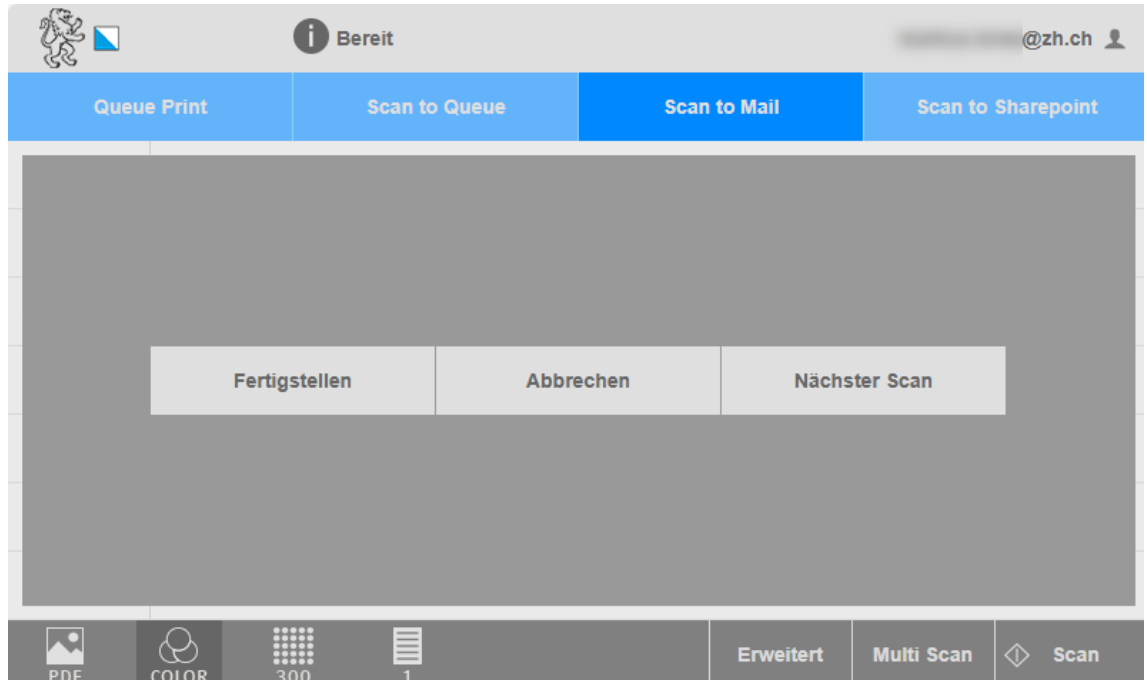 Bereit
@zh.ch
Queue Print
Scan to Queue
Scan to Mail
Scan to Sharepoint
Fertigstellen
Abbrechen
Nächster Scan
PDF
COLOR
300
1
Erweitert
Multi Scan
Scan